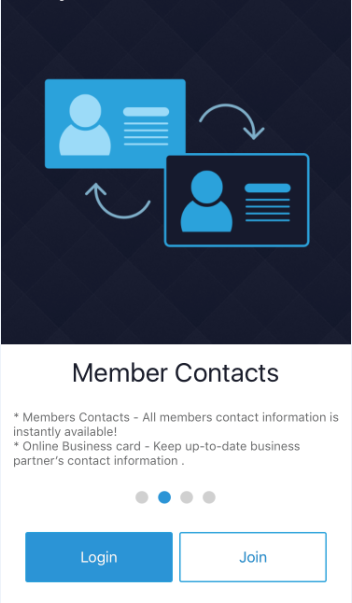 Member Contacts
* Members Contacts - All members contact information is
instantly available!
* Online Business card - Keep up-to-date business
partner's contact information .
Login
Join